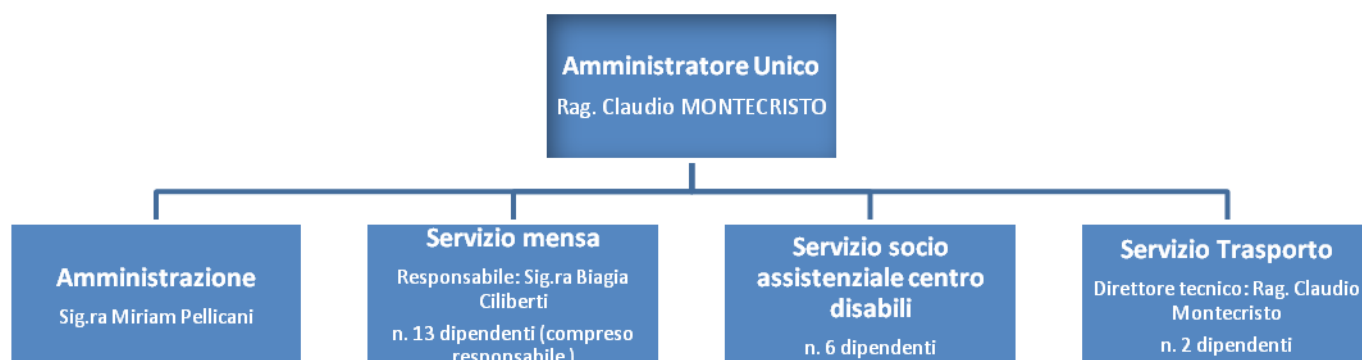 Amministratore Unico
Rag. Claudio MONTECRISTO
Amministrazione
Sig.ra Miriam Pellicani
Servizio mensa
Responsabile: Sig.ra Biagia
Ciliberti
n. 13 dipendenti (compreso
responsabile )
Servizio socio
assistenziale centro
disabili
n. 6 dipendenti
Servizio Trasporto
Direttore tecnico: Rag. Claudio
Montecristo
n. 2 dipendenti